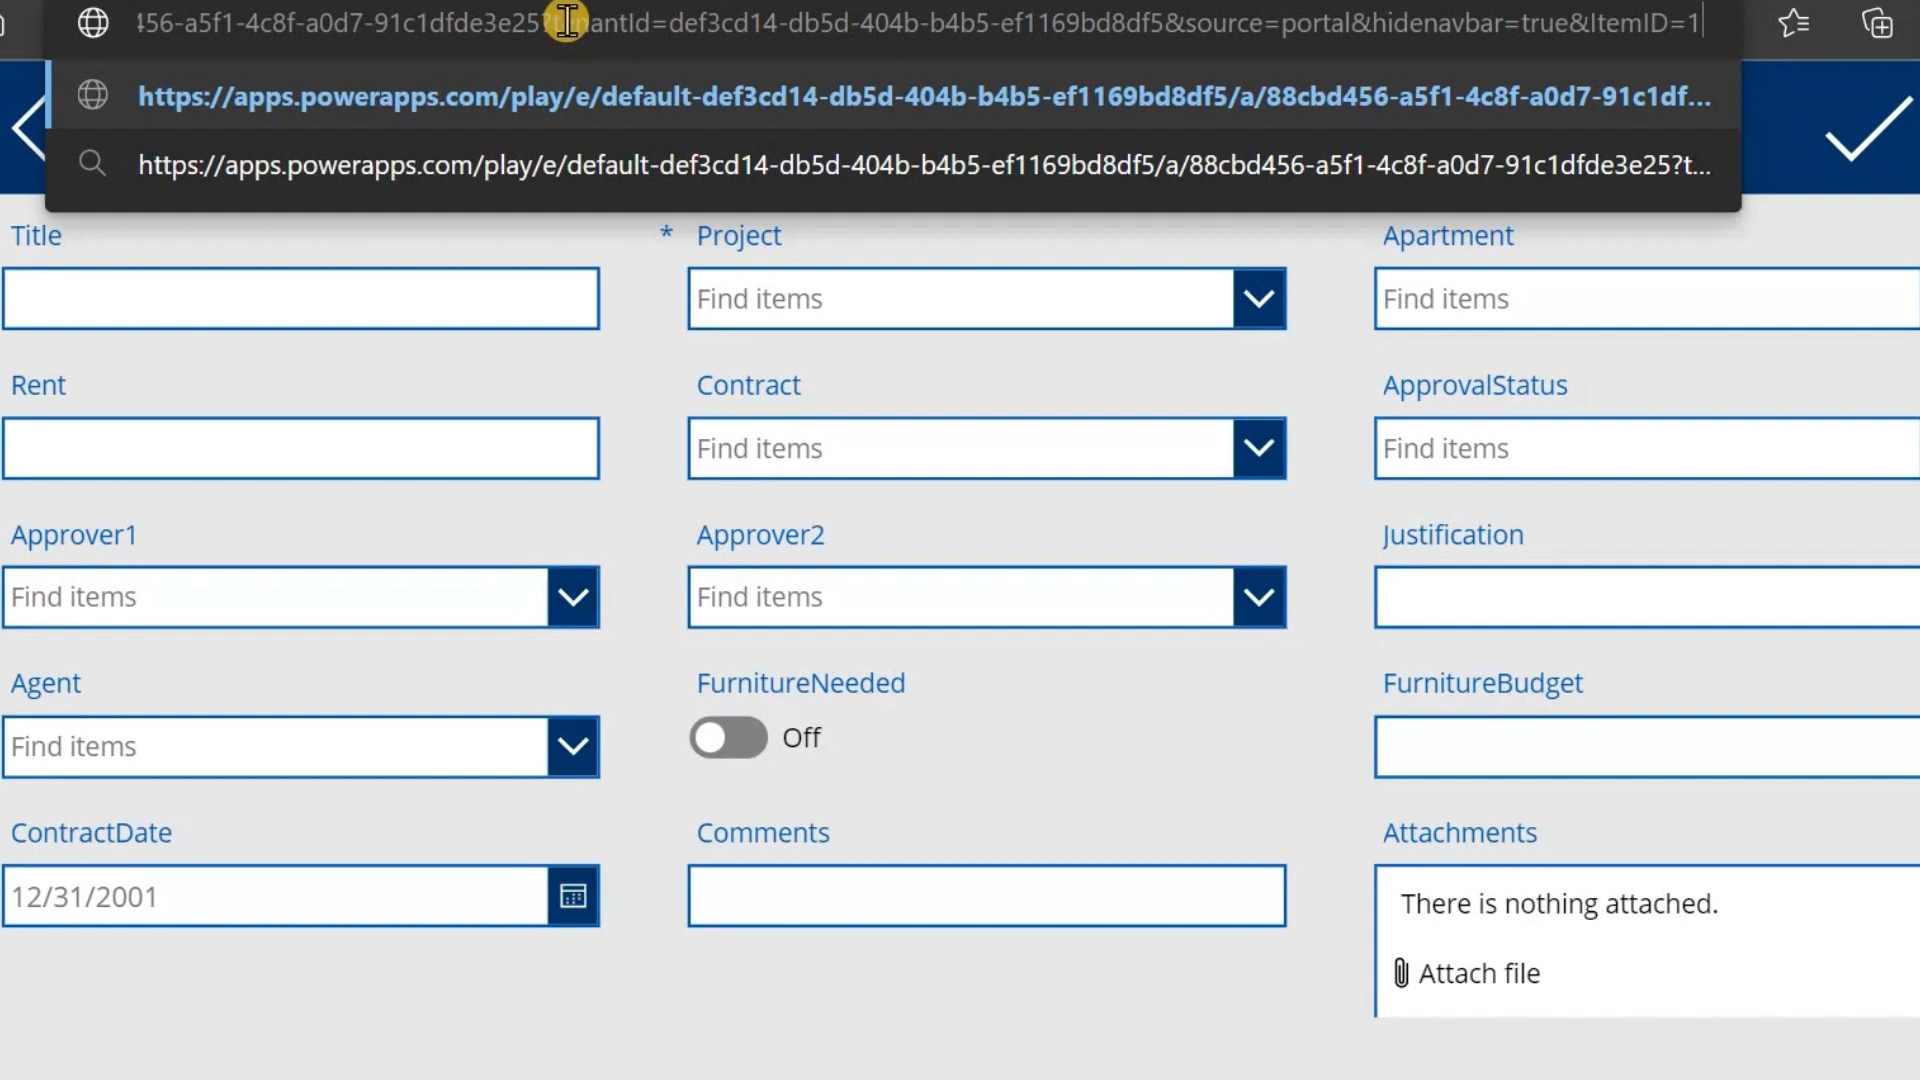 456-a5f1-4c8f-a0d7-91c1dfde3e25?tenantId=def3cd14-db5d-404b-b4b5-ef1169bd8df5&source=portal&hidenavbar=true&ItemID=1
https://apps.powerapps.com/play/e/default-def3cd14-db5d-404b-b4b5-ef1169bd8df5/a/88cbd456-a5f1-4c8f-a0d7-91c1df...
https://apps.powerapps.com/play/e/default-def3cd14-db5d-404b-b4b5-ef1169bd8df5/a/88cbd456-a5f1-4c8f-a0d7-91c1dfde3e25?t...
Title * Project Apartment
Find items Find items
Rent Contract ApprovalStatus
Find items Find items
Approver1 Approver2 Justification
Find items Find items
Agent FurnitureNeeded FurnitureBudget
Find items Off
ContractDate Comments Attachments
12/31/2001 There is nothing attached.
Attach file